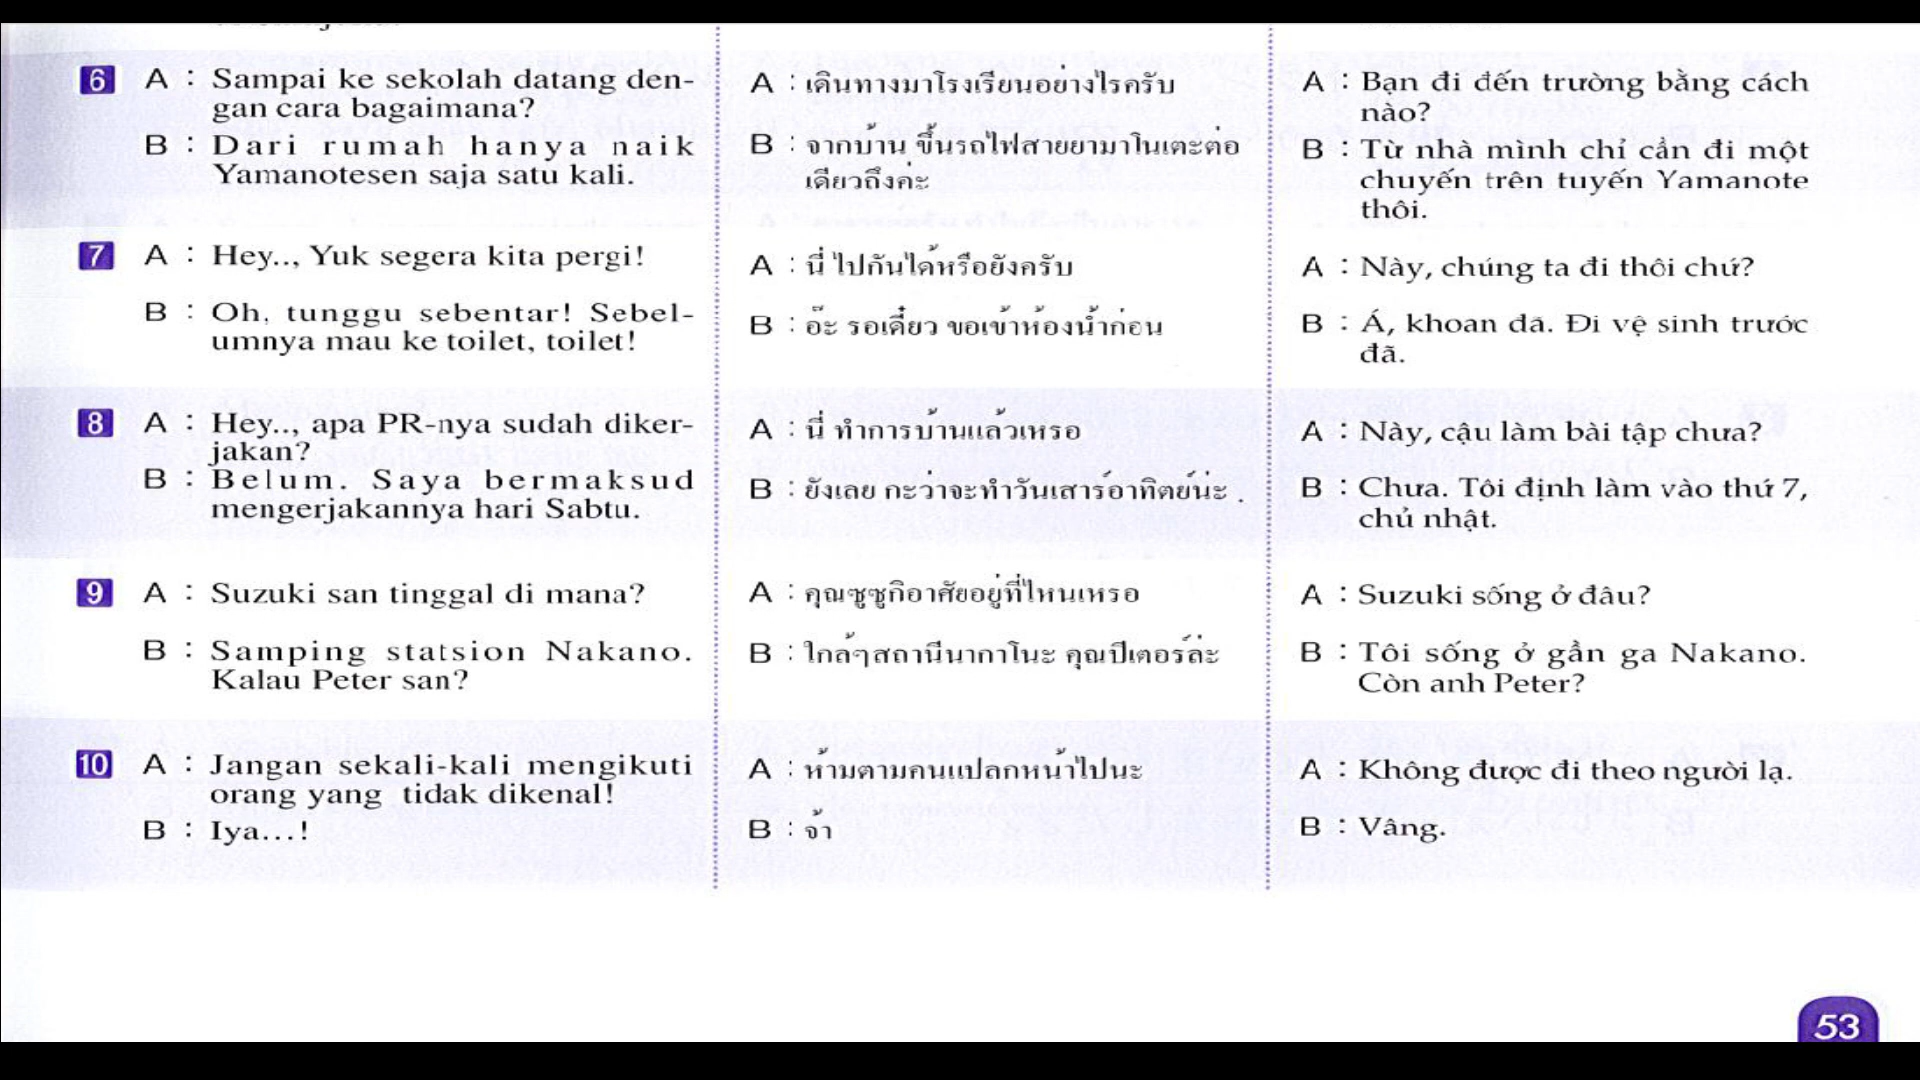 6 A : Sampai ke sekolah datang den-
gan cara bagaimana?
B : Dari rumah hanya naik
Yamanotesen saja satu kali.
7 A : Hey.., Yuk segera kita pergi!
B : Oh, tunggu sebentar! Sebel-
umnya mau ke toilet, toilet!
8 A : Hey.., apa PR-nya sudah diker-
jakan?
B : Belum. Saya bermaksud
mengerjakannya hari Sabtu.
9 A : Suzuki san tinggal di mana?
B : Samping statsion Nakano.
Kalau Peter san?
10 A : Jangan sekali-kali mengikuti
orang yang tidak dikenal!
B : Iya...!
A : เดินทางมาโรงเรียนอย่างไรครับ
B : จากบ้าน ขึ้นรถไฟสายยามาโนเตะต่อ
เดียวถึงค่ะ
A : นี่ ไปกันได้หรือยังครับ
B : อ๊ะ รอเดี๋ยว ขอเข้าห้องน้ำก่อน
A : นี่ ทำการบ้านแล้วเหรอ
B : ยังเลย กะว่าจะทำวันเสาร์อาทิตย์น่ะ .
A : คุณซูซูกิอาศัยอยู่ที่ไหนเหรอ
B : ใกล้ๆสถานีนากาโนะ คุณปีเตอร์ล่ะ
A : ห้ามตามคนแปลกหน้าไปนะ
B : จ้า
A : Bạn đi đến trường bằng cách
nào?
B : Từ nhà mình chỉ cần đi một
chuyến trên tuyến Yamanote
thôi.
A : Này, chúng ta đi thôi chứ?
B : Á, khoan đã. Đi vệ sinh trước
đã.
A : Này, cậu làm bài tập chưa?
B : Chưa. Tôi định làm vào thứ 7,
chủ nhật.
A : Suzuki sống ở đâu?
B : Tôi sống ở gần ga Nakano.
Còn anh Peter?
A : Không được đi theo người lạ.
B : Vâng.
53